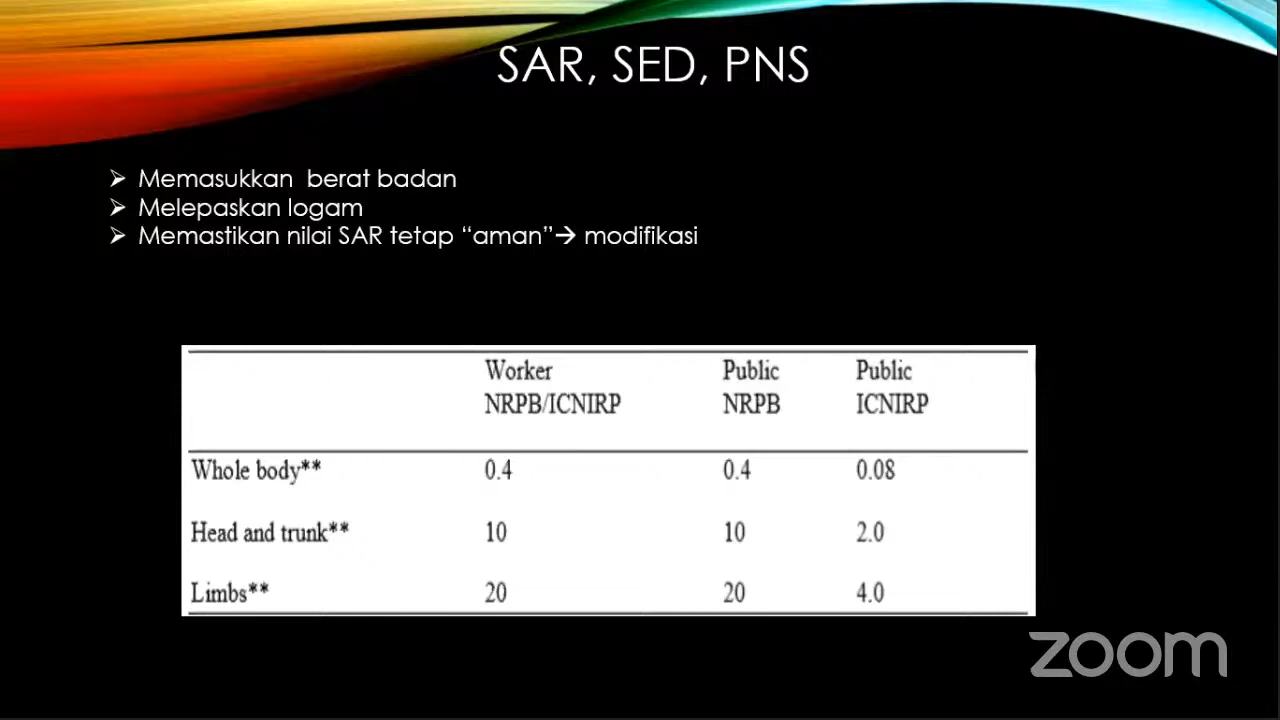 SAR, SED, PNS
➢ Memasukkan berat badan
➢ Melepaskan logam
➢ Memastikan nilai SAR tetap “aman”→ modifikasi
Worker Public Public
NRPB/ICNIRP NRPB ICNIRP
Whole body** 0.4 0.4 0.08
Head and trunk** 10 10 2.0
Limbs** 20 20 4.0
zoom